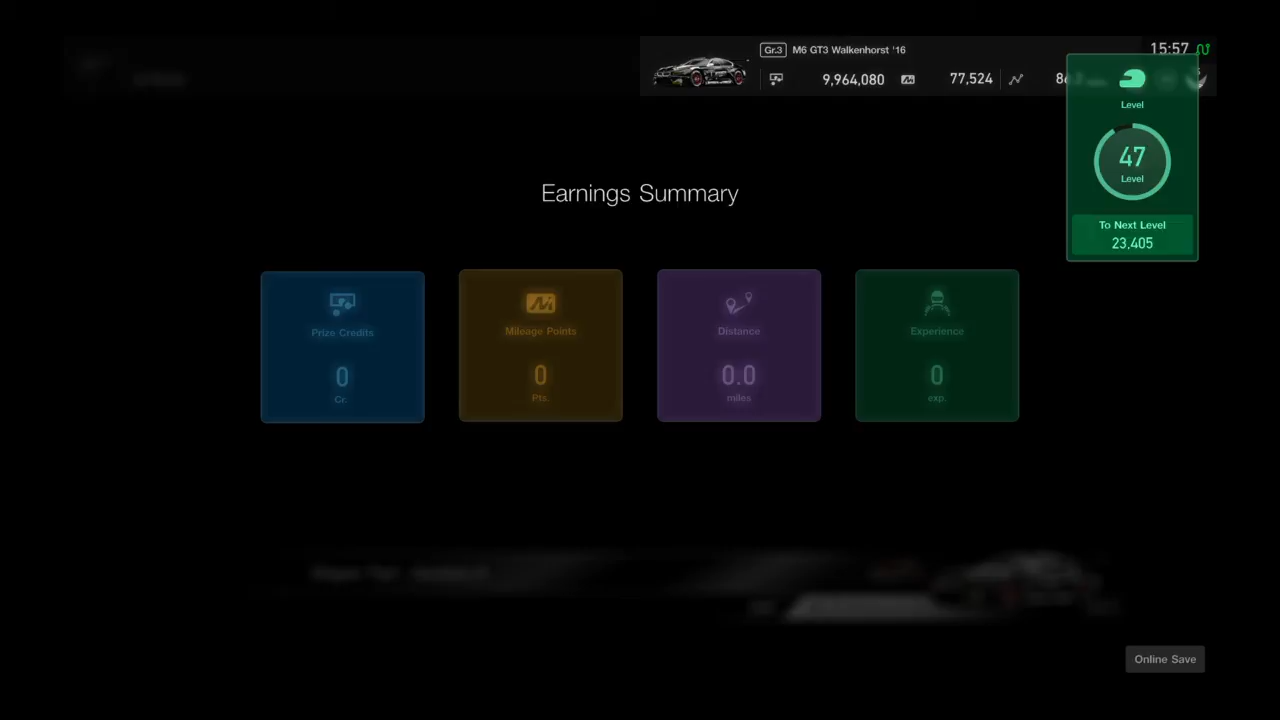 Gr.3 M6 GT3 Walkenhorst '16
15:57
9,964,080 77,524
Level
47
Level
To Next Level
23,405
Earnings Summary
Prize Credits
0
Cr.
Mileage Points
0
Pts.
Distance
0.0
miles
Experience
0
exp.
Online Save